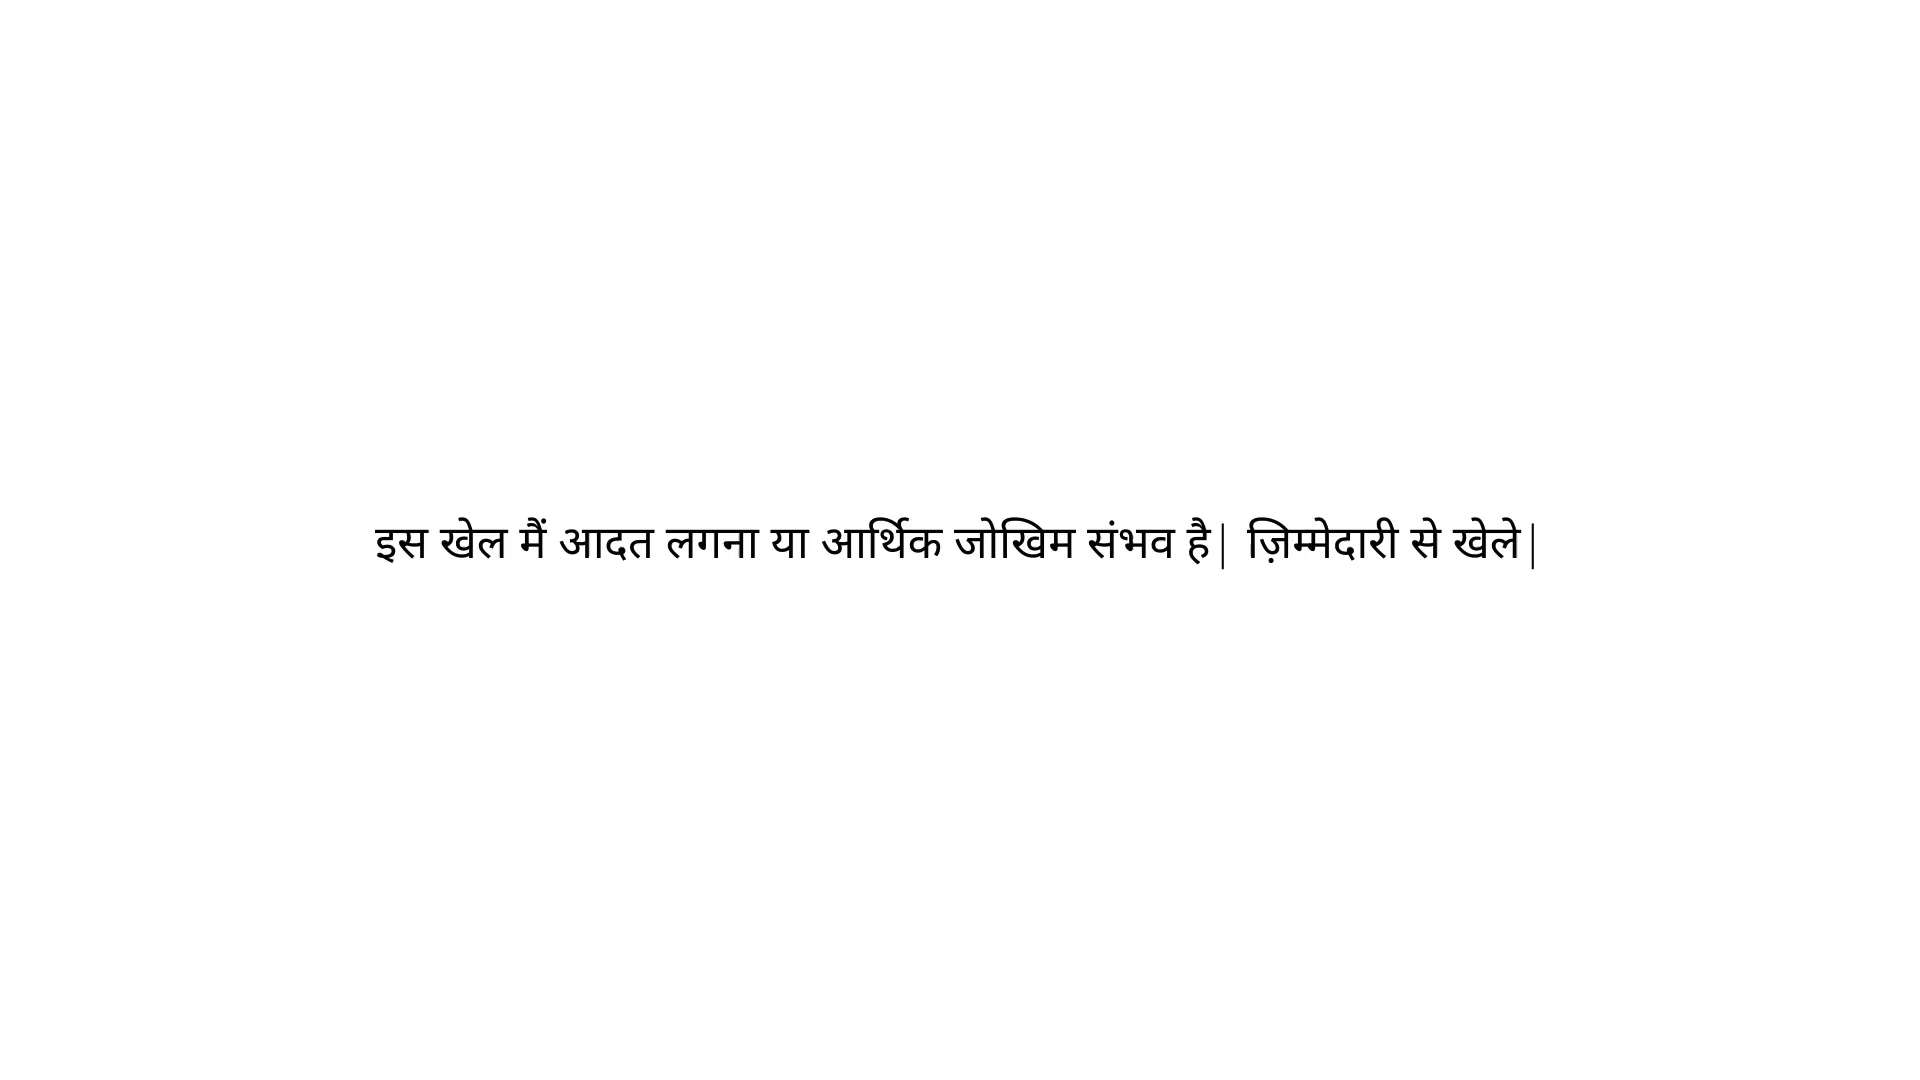 इस खेल मैं आदत लगना या आर्थिक जोखिम संभव है| ज़िम्मेदारी से खेले|